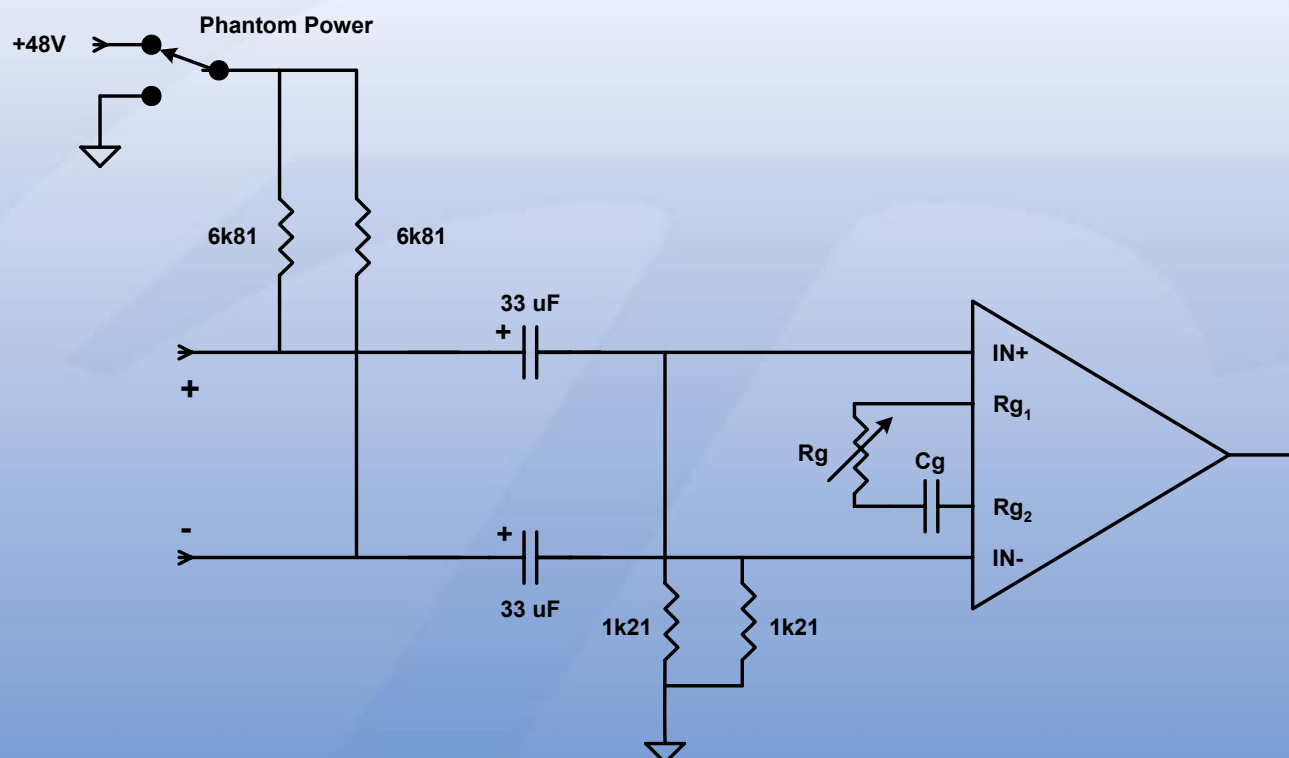 Phantom Power
+48V
6k81
6k81
33 uF
+
+
-
+
33 uF
1k21
1k21
IN+
Rg1
Rg
Cg
Rg2
IN-